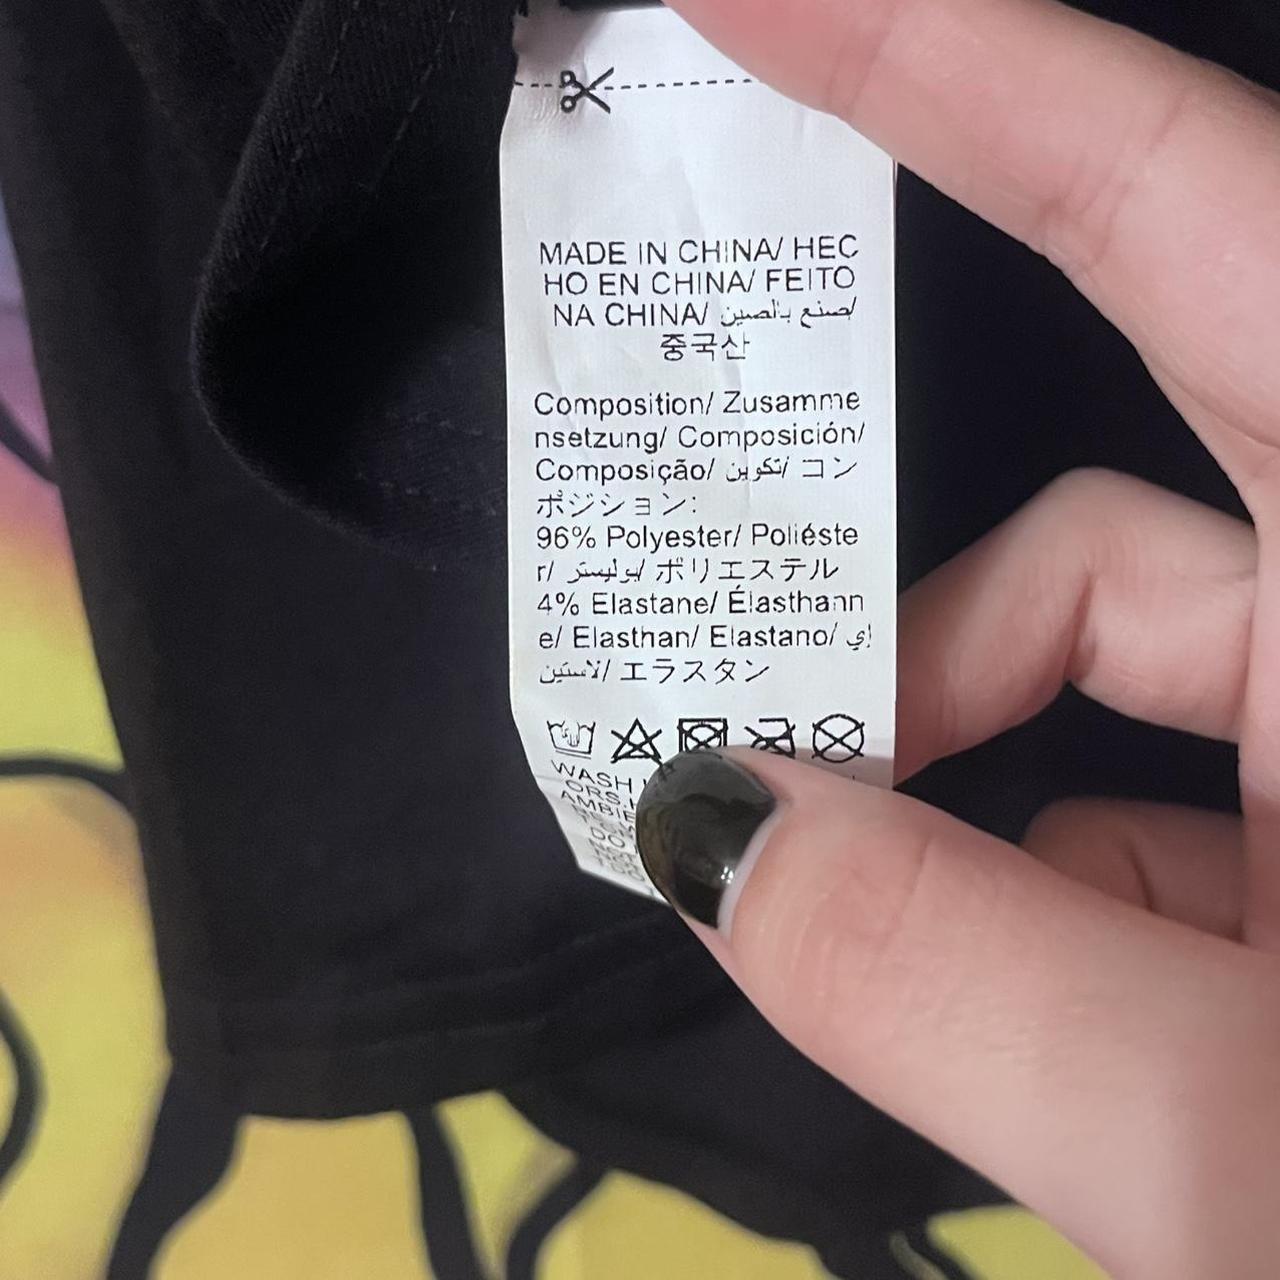 MADE IN CHINA/ HEC
HO EN CHINA/ FEITO
NA CHINA/ صنع بالصين/
중국산
Composition/ Zusamme
nsetzung/ Composición/
Composição/ تكوين/ コン
ポジション:
96% Polyester/ Poliéste
r/ بوليستر/ ポリエステル
4% Elastane/ Élasthann
e/ Elasthan/ Elastano/ إي
لاستين/ エラスタン
WASH
ORS.